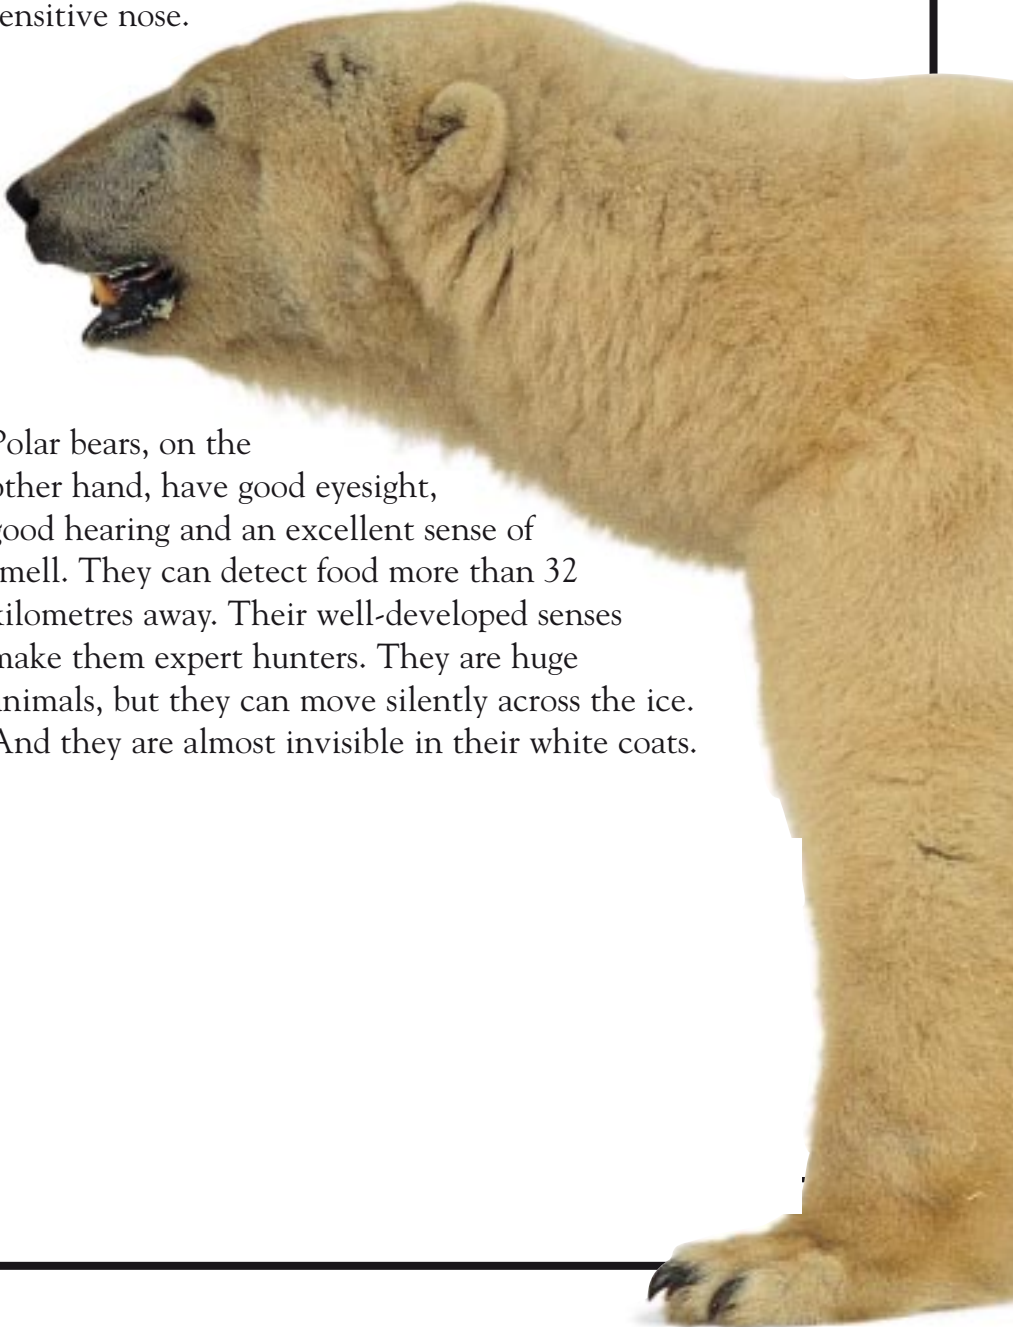 ensitive nose.
Polar bears, on the
other hand, have good eyesight,
good hearing and an excellent sense of
mell. They can detect food more than 32
kilometres away. Their well-developed senses
make them expert hunters. They are huge
animals, but they can move silently across the ice.
And they are almost invisible in their white coats.